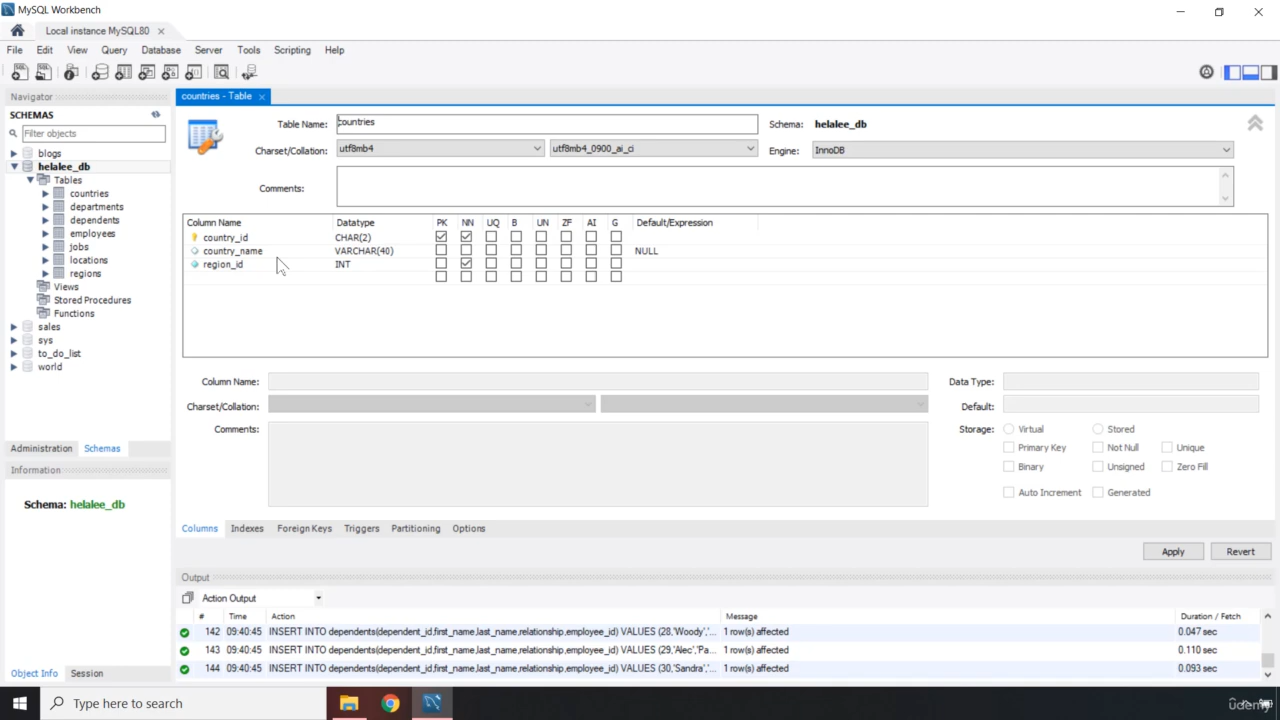 MySQL Workbench
Local instance MySQL80
File Edit View Query Database Server Tools Scripting Help
Navigator
SCHEMAS
Filter objects
blogs
helalee_db
Tables
countries
departments
dependents
employees
jobs
locations
regions
Views
Stored Procedures
Functions
sales
sys
to_do_list
world
Administration Schemas
Information
Schema: helalee_db
Object Info Session
countries - Table
Table Name: countries Schema: helalee_db
Charset/Collation: utf8mb4 utf8mb4_0900_ai_ci Engine: InnoDB
Comments:
Column Name Datatype PK NN UQ B UN ZF AI G Default/Expression
country_id CHAR(2)
country_name VARCHAR(40) NULL
region_id INT
Column Name: Data Type:
Charset/Collation: Default:
Comments: Storage: Virtual Stored
Primary Key Not Null Unique
Binary Unsigned Zero Fill
Auto Increment Generated
Columns Indexes Foreign Keys Triggers Partitioning Options
Apply Revert
Output
Action Output
# Time Action Message Duration / Fetch
142 09:40:45 INSERT INTO dependents(dependent_id,first_name,last_name,relationship,employee_id) VALUES (28,'Woody','... 1 row(s) affected 0.047 sec
143 09:40:45 INSERT INTO dependents(dependent_id,first_name,last_name,relationship,employee_id) VALUES (29,'Alec','Pa... 1 row(s) affected 0.110 sec
144 09:40:45 INSERT INTO dependents(dependent_id,first_name,last_name,relationship,employee_id) VALUES (30,'Sandra','... 1 row(s) affected 0.093 sec
Type here to search
udemy